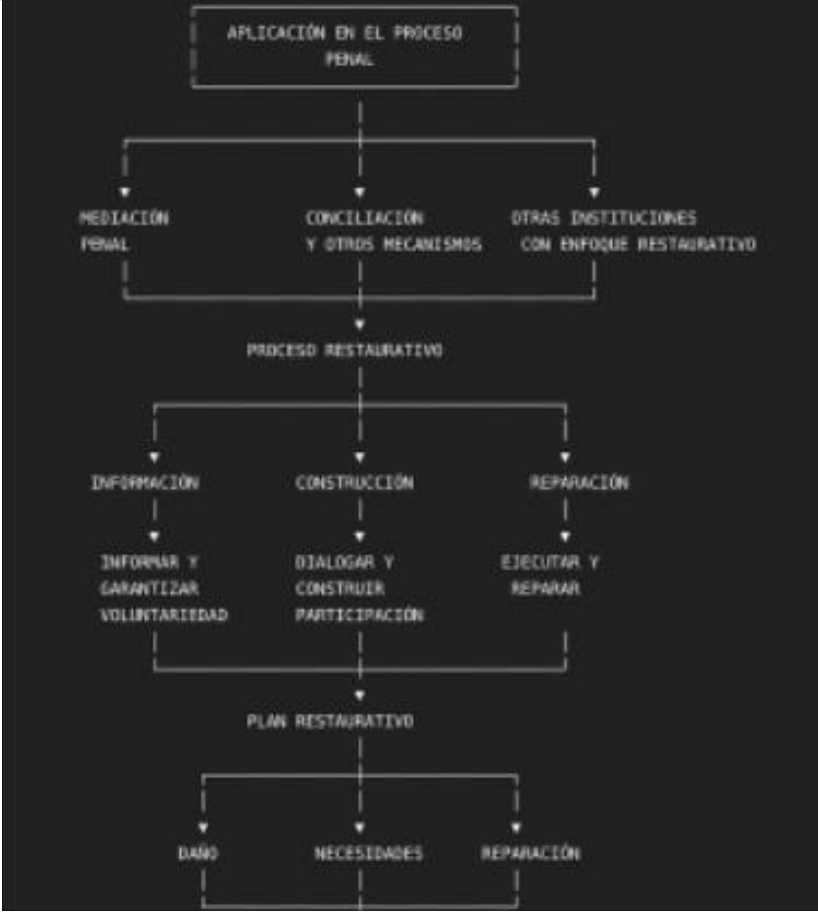 APLICACIÓN EN EL PROCESO
PENAL
MEDIACIÓN
PENAL
CONCILIACIÓN
Y OTROS MECANISMOS
OTRAS INSTITUCIONES
CON ENFOQUE RESTAURATIVO
PROCESO RESTAURATIVO
INFORMACIÓN
CONSTRUCCIÓN
REPARACIÓN
INFORMAR Y
GARANTIZAR
VOLUNTARIEDAD
DIALOGAR Y
CONSTRUIR
PARTICIPACIÓN
EJECUTAR Y
REPARAR
PLAN RESTAURATIVO
DAÑO
NECESIDADES
REPARACIÓN